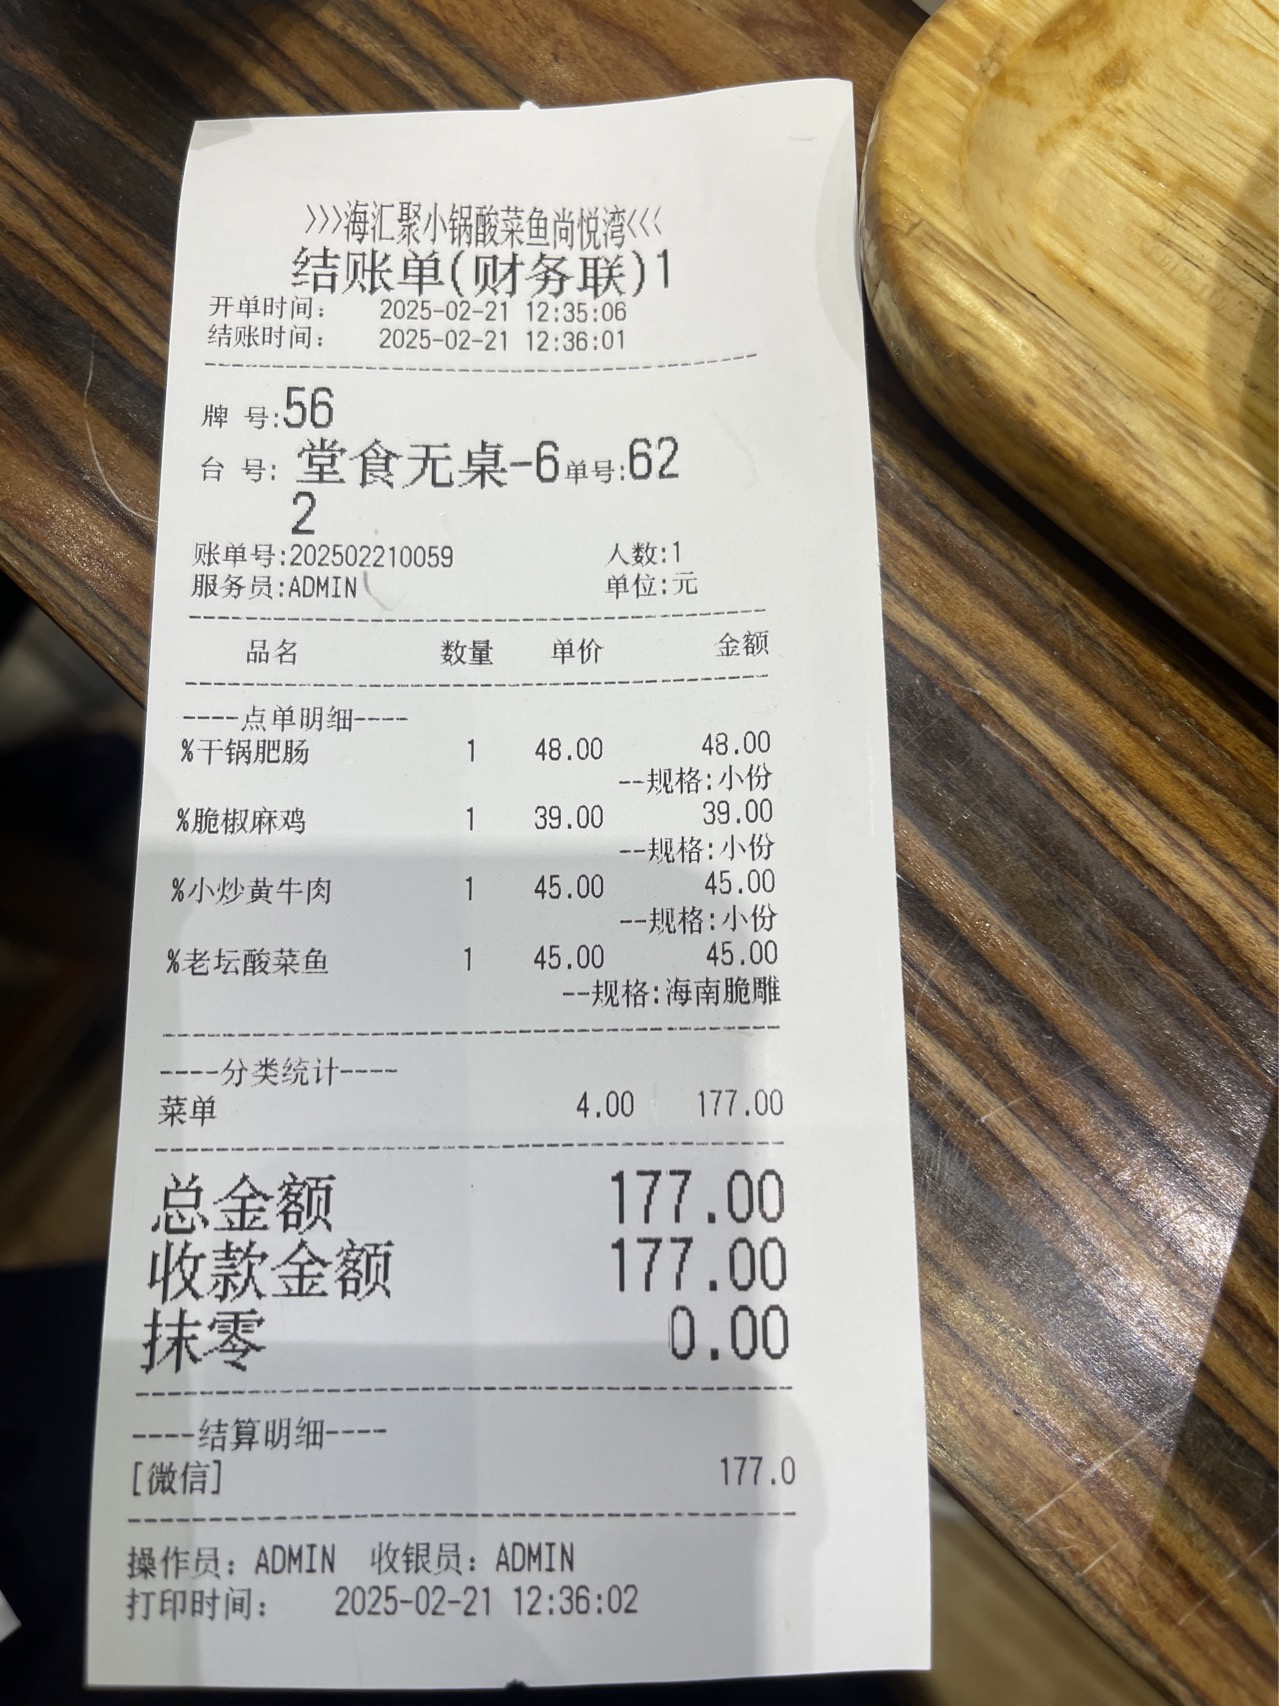 >>>海汇聚小锅酸菜鱼尚悦湾<<<
结账单(财务联)1
开单时间: 2025-02-21 12:35:06
结账时间: 2025-02-21 12:36:01
牌 号:56
台 号: 堂食无桌-6单号:62
2
账单号:202502210059 人数:1
服务员:ADMIN 单位:元
品名 数量 单价 金额
----点单明细----
%干锅肥肠 1 48.00 48.00
--规格:小份
%脆椒麻鸡 1 39.00 39.00
--规格:小份
%小炒黄牛肉 1 45.00 45.00
--规格:小份
%老坛酸菜鱼 1 45.00 45.00
--规格:海南脆雕
----分类统计----
菜单 4.00 177.00
总金额 177.00
收款金额 177.00
抹零 0.00
----结算明细----
[微信] 177.0
操作员: ADMIN 收银员: ADMIN
打印时间: 2025-02-21 12:36:02